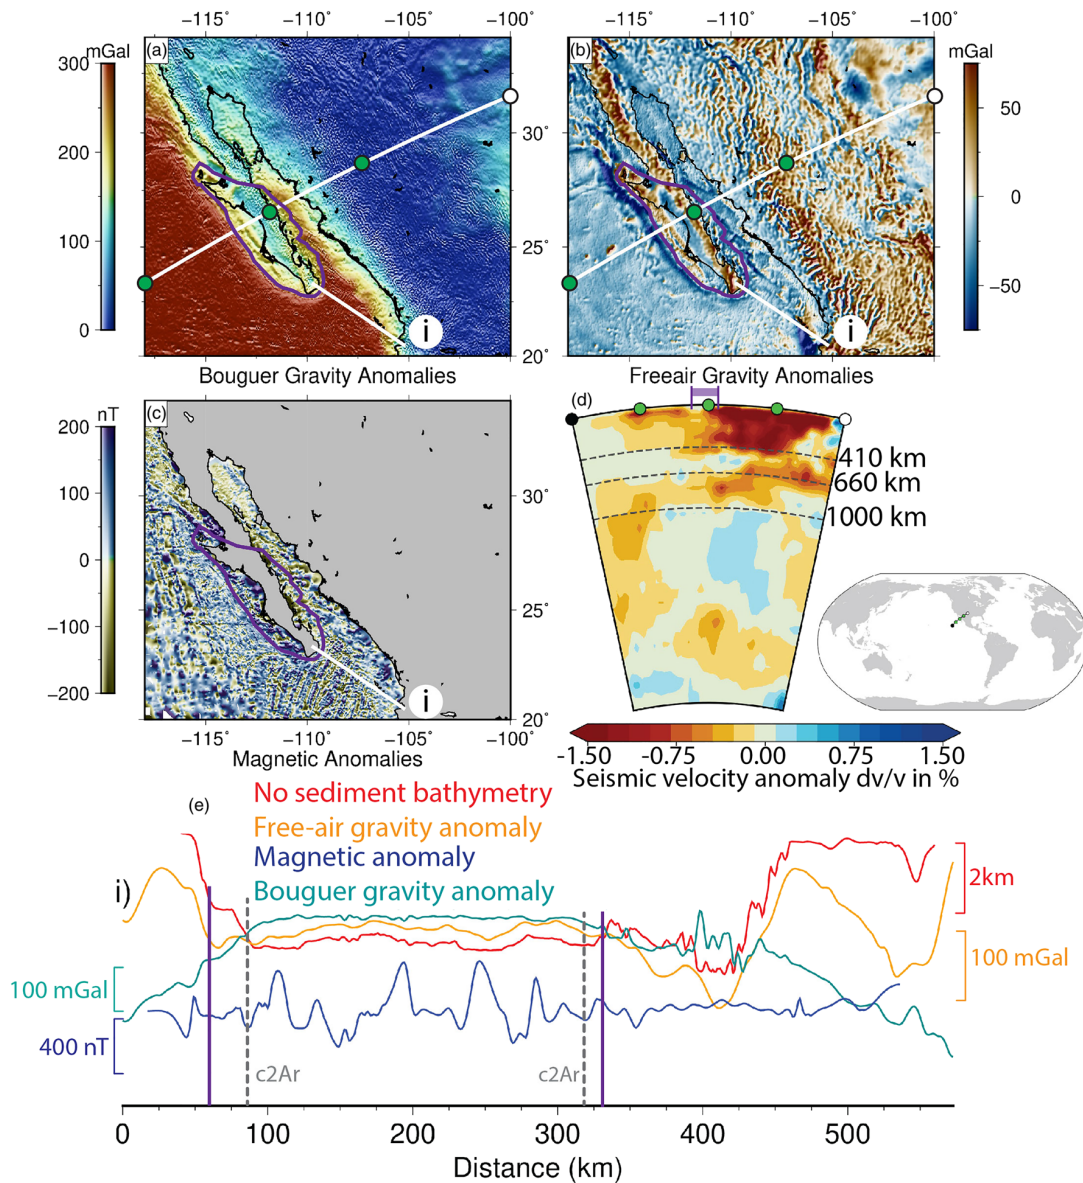 −115° −110° −105° −100°
−115° −110° −105° −100°
mGal
(a)
(b)
mGal
300
200
100
0
30°
25°
20°
50
0
−50
i
i
Bouguer Gravity Anomalies
Freeair Gravity Anomalies
nT
(c)
200
100
0
−100
−200
30°
25°
20°
i
−115° −110° −105° −100°
Magnetic Anomalies
(d)
410 km
660 km
1000 km
-1.50 -0.75 0.00 0.75 1.50
Seismic velocity anomaly dv/v in %
(e)
No sediment bathymetry
Free-air gravity anomaly
Magnetic anomaly
Bouguer gravity anomaly
i)
2km
100 mGal
100 mGal
400 nT
c2Ar
c2Ar
0 100 200 300 400 500
Distance (km)